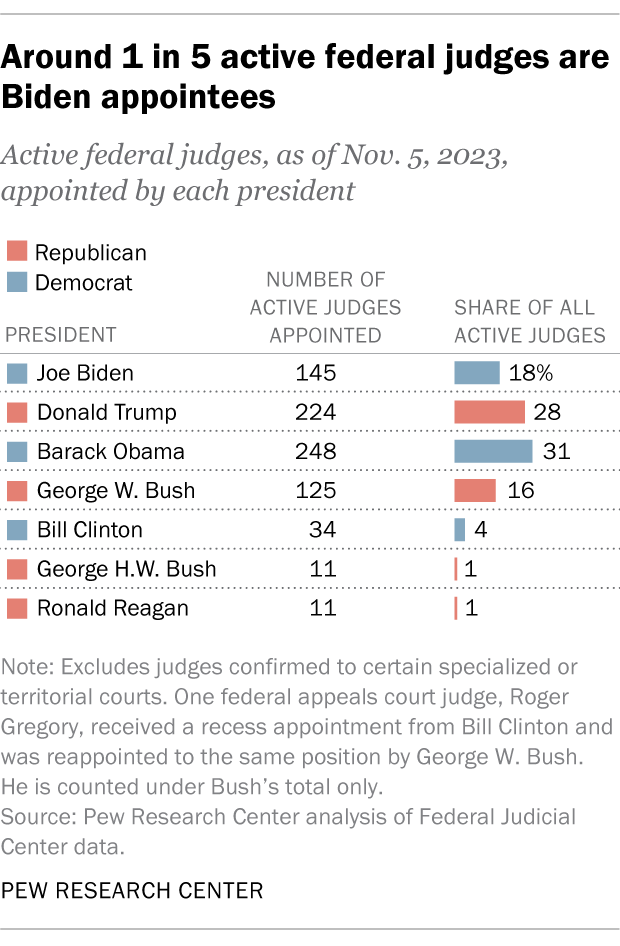 Around 1 in 5 active federal judges are
Biden appointees
Active federal judges, as of Nov. 5, 2023,
appointed by each president
Republican
Democrat
PRESIDENT
NUMBER OF
ACTIVE JUDGES
APPOINTED
SHARE OF ALL
ACTIVE JUDGES
Joe Biden 145 18%
Donald Trump 224 28
Barack Obama 248 31
George W. Bush 125 16
Bill Clinton 34 4
George H.W. Bush 11 1
Ronald Reagan 11 1
Note: Excludes judges confirmed to certain specialized or
territorial courts. One federal appeals court judge, Roger
Gregory, received a recess appointment from Bill Clinton and
was reappointed to the same position by George W. Bush.
He is counted under Bush's total only.
Source: Pew Research Center analysis of Federal Judicial
Center data.
PEW RESEARCH CENTER